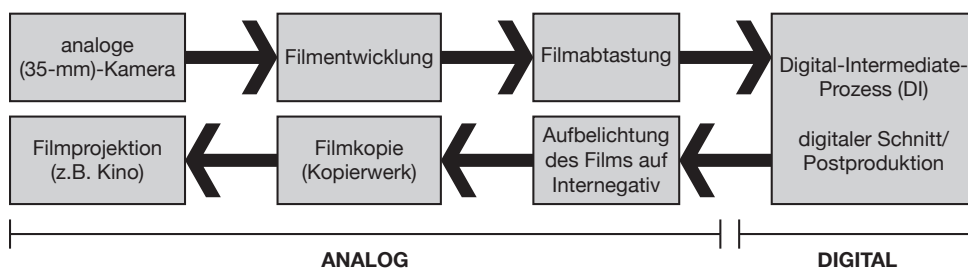 analoge
(35-mm)-Kamera
Filmentwicklung
Filmabtastung
Digital-Intermediate-
Prozess (DI)
digitaler Schnitt/
Postproduktion
Aufbelichtung
des Films auf
Internegativ
Filmkopie
(Kopierwerk)
Filmprojektion
(z.B. Kino)
ANALOG
DIGITAL